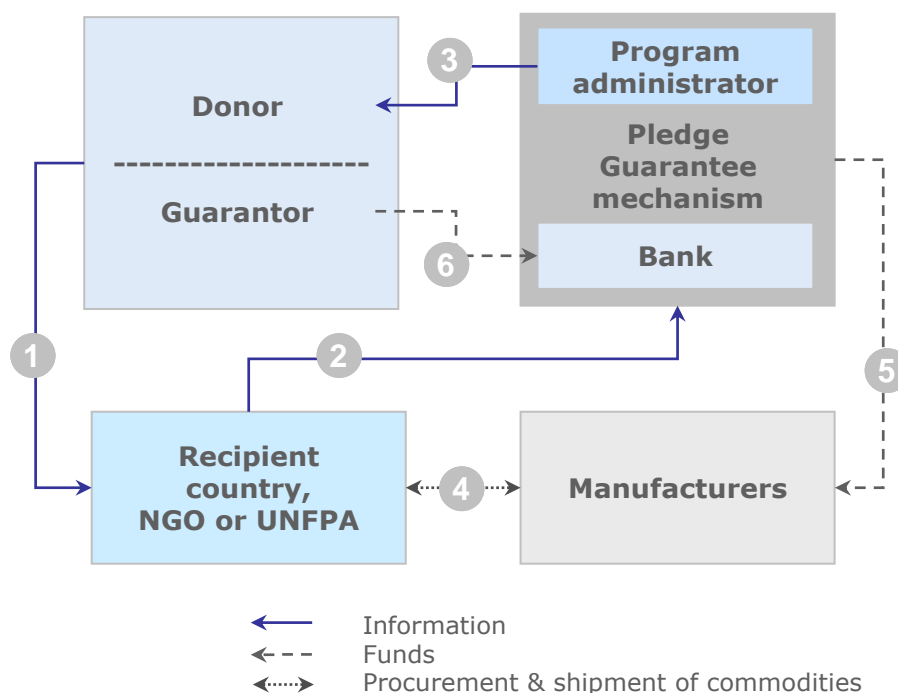 Program
administrator
3
Donor
Pledge
Guarantee
mechanism
Guarantor
Bank
6
1
2
5
Recipient
country,
NGO or UNFPA
4
Manufacturers
Information
Funds
Procurement & shipment of commodities